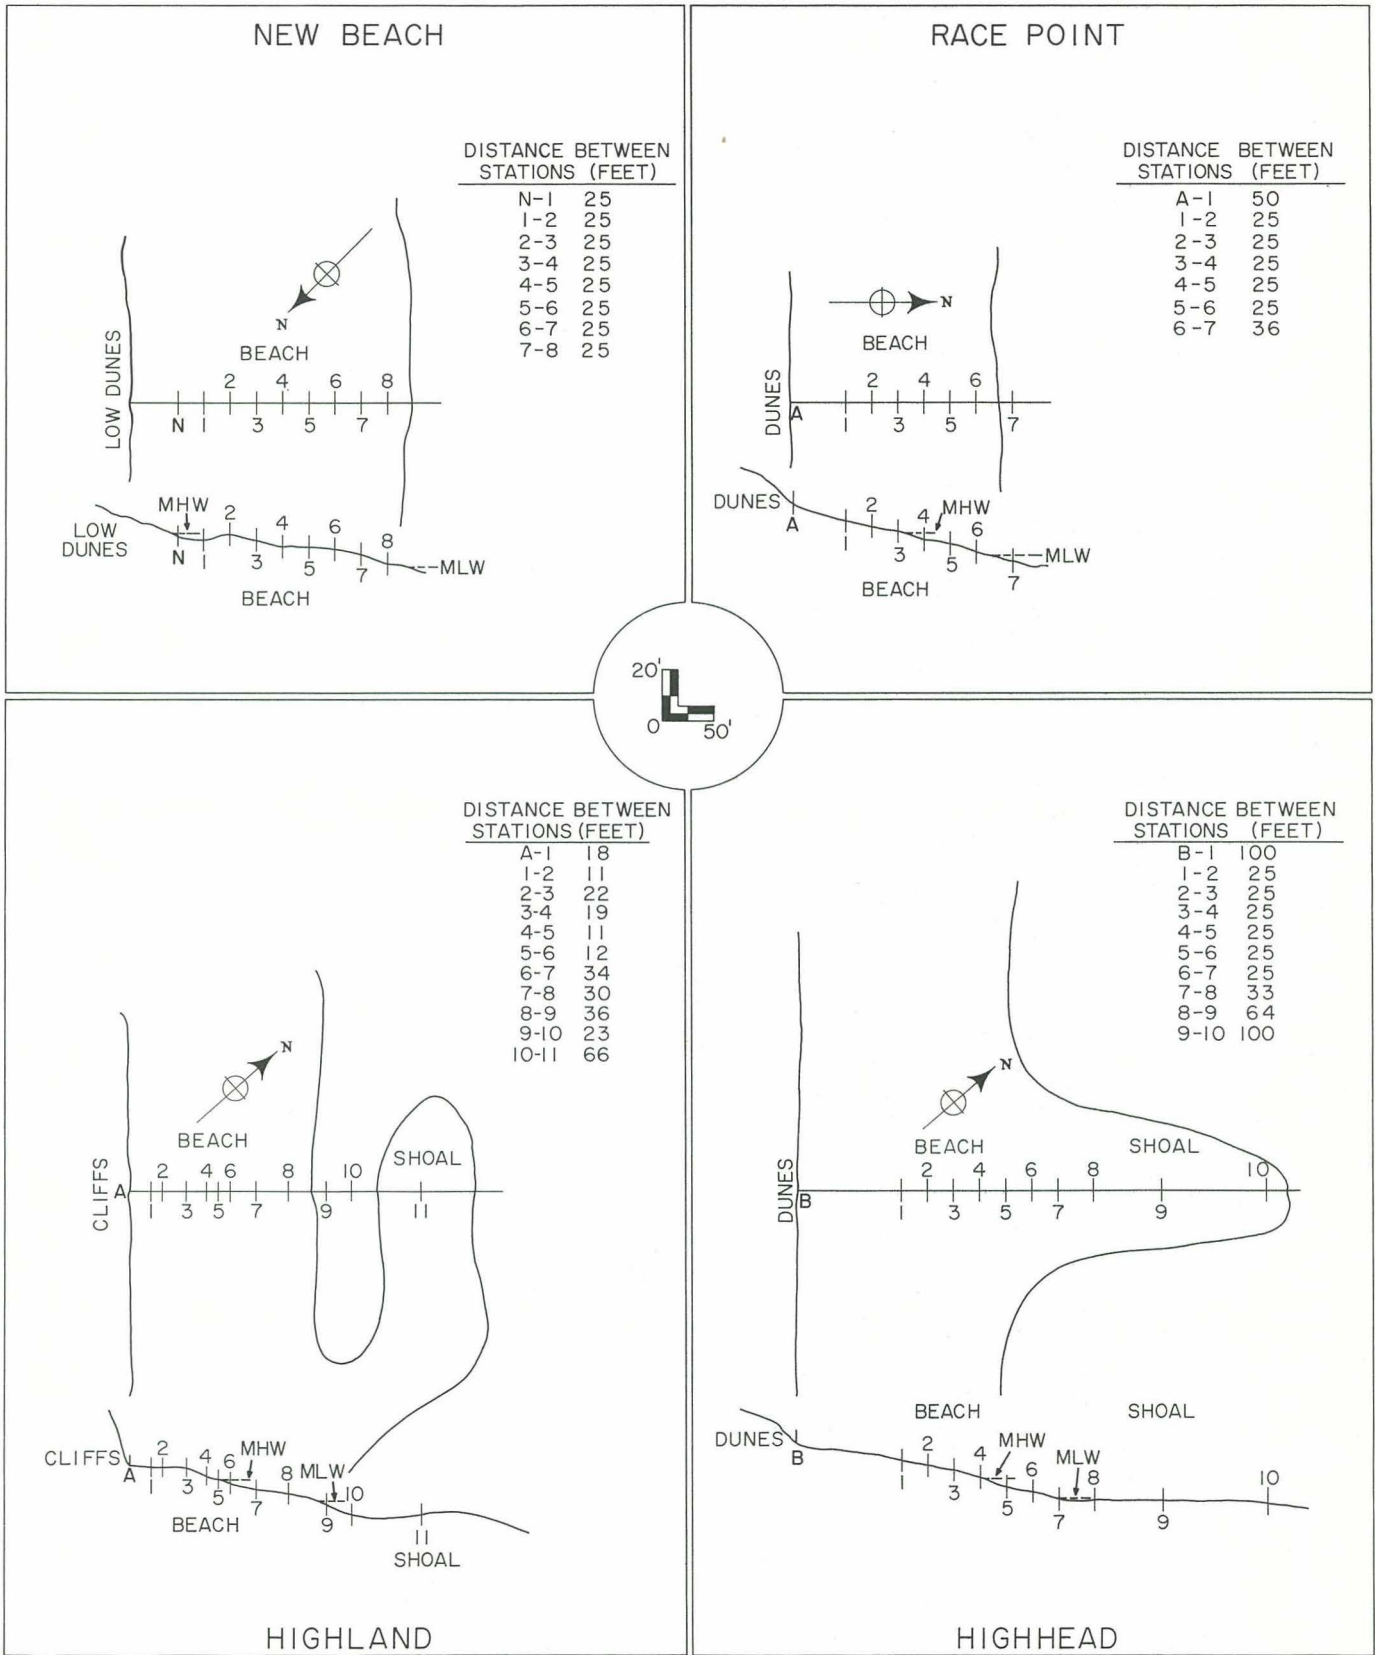 NEW BEACH
DISTANCE BETWEEN
STATIONS (FEET)
N-1 25
1-2 25
2-3 25
3-4 25
4-5 25
5-6 25
6-7 25
7-8 25
N
LOW DUNES
BEACH
2 4 6 8
N 1 3 5 7
MHW
LOW
DUNES
2 4 6 8
N 1 3 5 7
MLW
BEACH
RACE POINT
DISTANCE BETWEEN
STATIONS (FEET)
A-1 50
1-2 25
2-3 25
3-4 25
4-5 25
5-6 25
6-7 36
N
DUNES
BEACH
2 4 6
A 1 3 5 7
DUNES
MHW
2 4 6
A 1 3 5 7
MLW
BEACH
20'
0 50'
DISTANCE BETWEEN
STATIONS (FEET)
A-1 18
1-2 11
2-3 22
3-4 19
4-5 11
5-6 12
6-7 34
7-8 30
8-9 36
9-10 23
10-11 66
N
CLIFFS
BEACH
SHOAL
2 4 6 8 10
A
1 3 5 7 9 11
CLIFFS
MHW
MLW
2 4 6 8 10
A 1 3 5 7 9 11
BEACH
SHOAL
HIGHLAND
DISTANCE BETWEEN
STATIONS (FEET)
B-1 100
1-2 25
2-3 25
3-4 25
4-5 25
5-6 25
6-7 25
7-8 33
8-9 64
9-10 100
N
DUNES
BEACH
SHOAL
2 4 6 8 10
B 1 3 5 7 9
BEACH
SHOAL
DUNES
MHW
MLW
2 4 6 8 10
B 1 3 5 7 9
HIGHHEAD